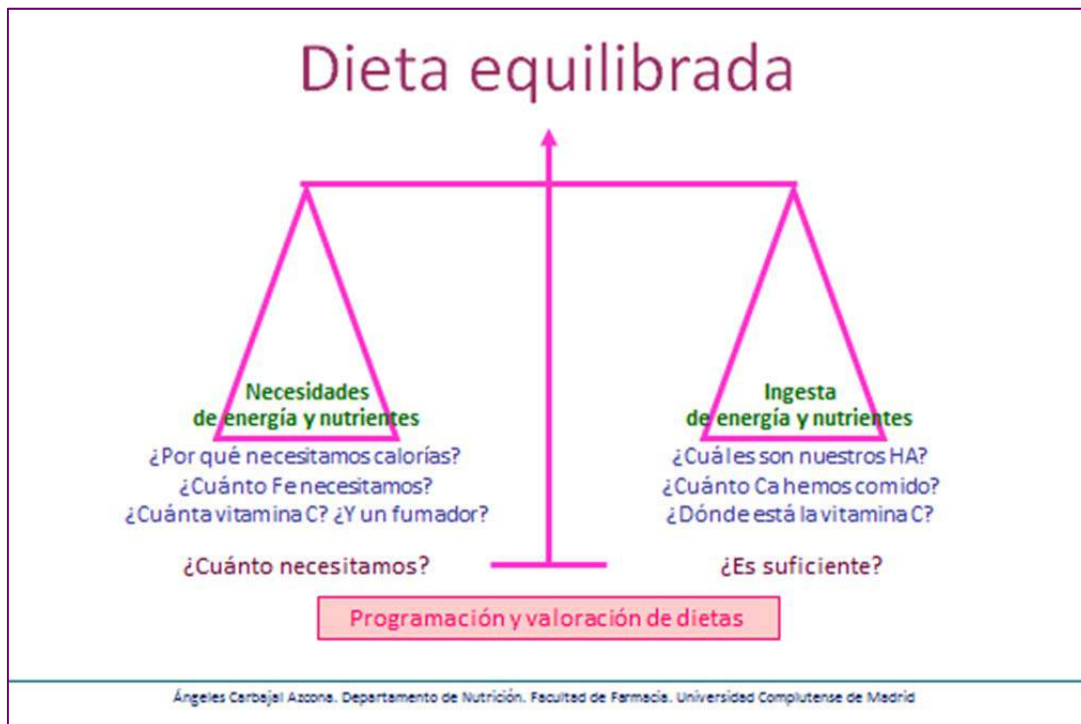 Dieta equilibrada
Necesidades
de energía y nutrientes
¿Por qué necesitamos calorías?
¿Cuánto Fe necesitamos?
¿Cuánta vitamina C? ¿Y un fumador?
¿Cuánto necesitamos?
Ingesta
de energía y nutrientes
¿Cuáles son nuestros HA?
¿Cuánto Ca hemos comido?
¿Dónde está la vitamina C?
¿Es suficiente?
Programación y valoración de dietas
Ángeles Carbajal Azcona. Departamento de Nutrición. Facultad de Farmacia. Universidad Complutense de Madrid